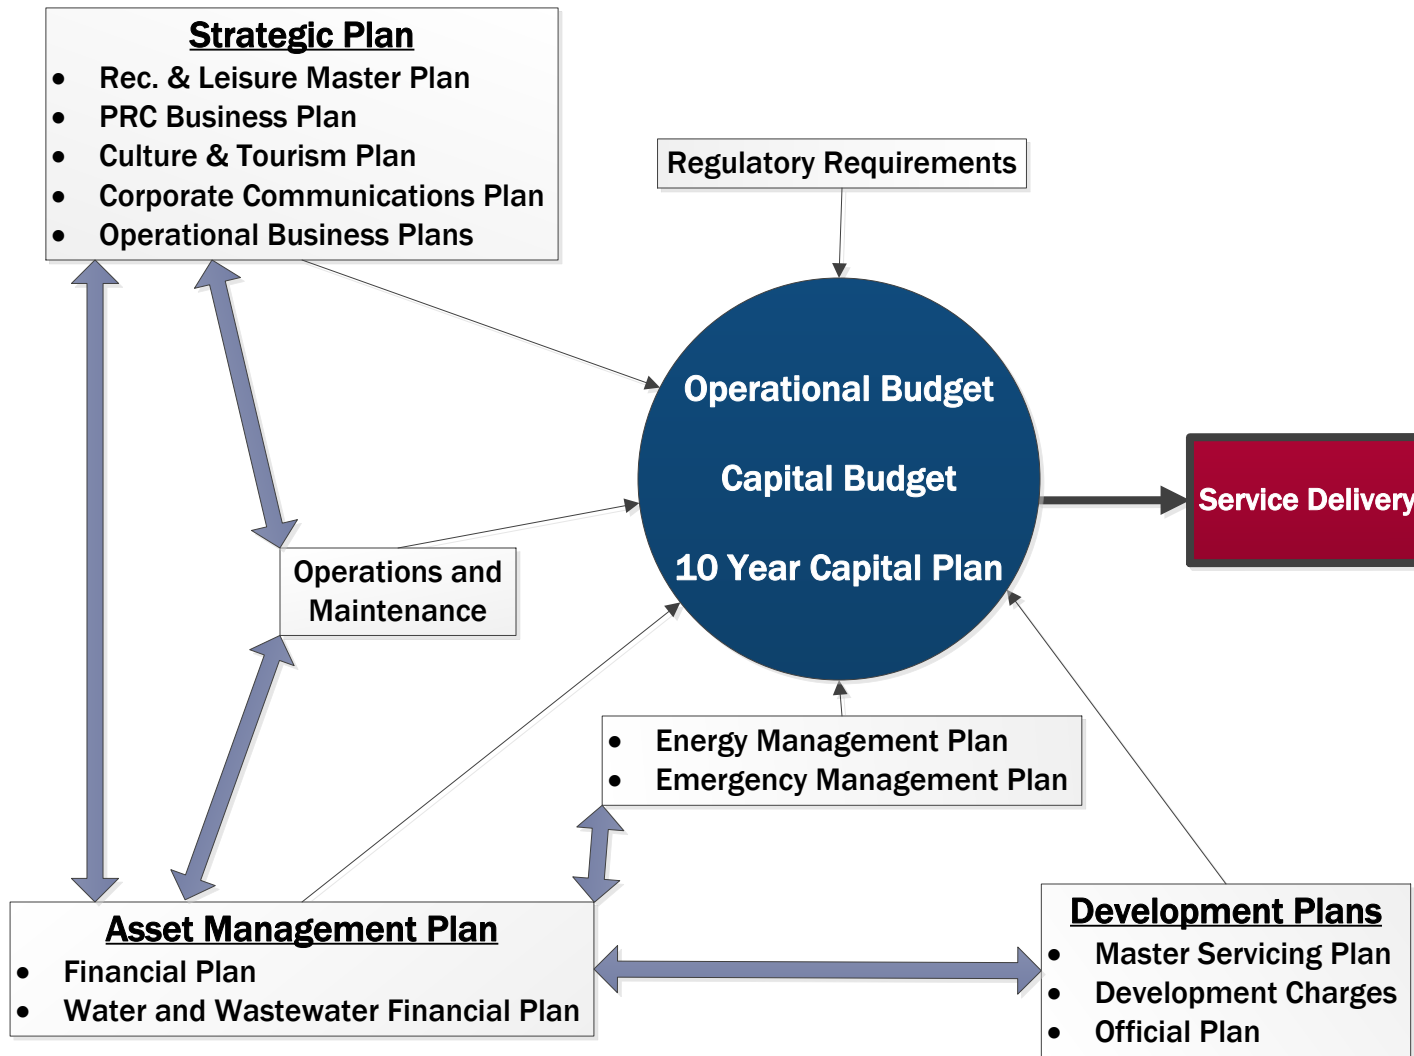 Strategic Plan
• Rec. & Leisure Master Plan
• PRC Business Plan
• Culture & Tourism Plan
• Corporate Communications Plan
• Operational Business Plans
Regulatory Requirements
Operational Budget
Capital Budget
10 Year Capital Plan
Service Delivery
Operations and
Maintenance
• Energy Management Plan
• Emergency Management Plan
Asset Management Plan
• Financial Plan
• Water and Wastewater Financial Plan
Development Plans
• Master Servicing Plan
• Development Charges
• Official Plan